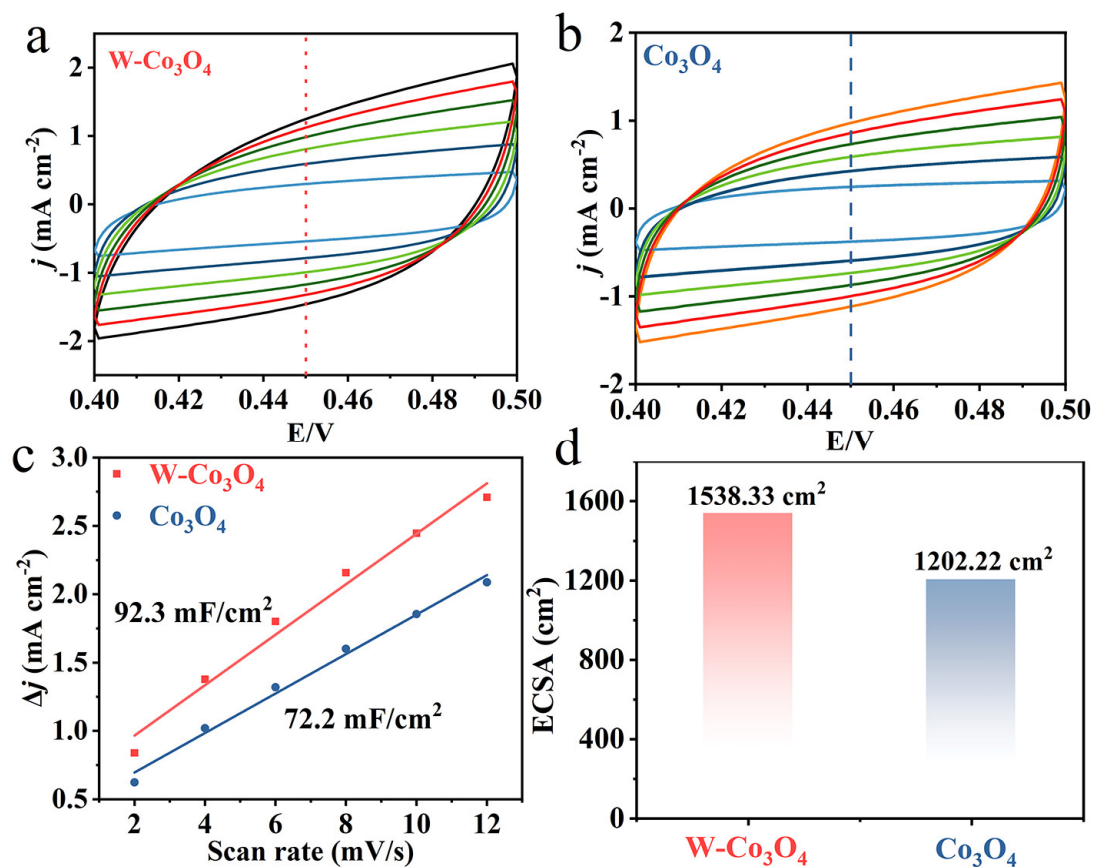 a
W-Co₃O₄
j (mA cm⁻²)
2
1
0
-1
-2
0.40 0.42 0.44 0.46 0.48 0.50
E/V
b
Co₃O₄
j (mA cm⁻²)
2
1
0
-1
-2
0.40 0.42 0.44 0.46 0.48 0.50
E/V
c
W-Co₃O₄
Co₃O₄
Δj (mA cm⁻²)
3.0
2.5
2.0
1.5
1.0
0.5
92.3 mF/cm²
72.2 mF/cm²
2 4 6 8 10 12
Scan rate (mV/s)
d
ECSA (cm²)
1600
1200
800
400
0
1538.33 cm²
1202.22 cm²
W-Co₃O₄ Co₃O₄